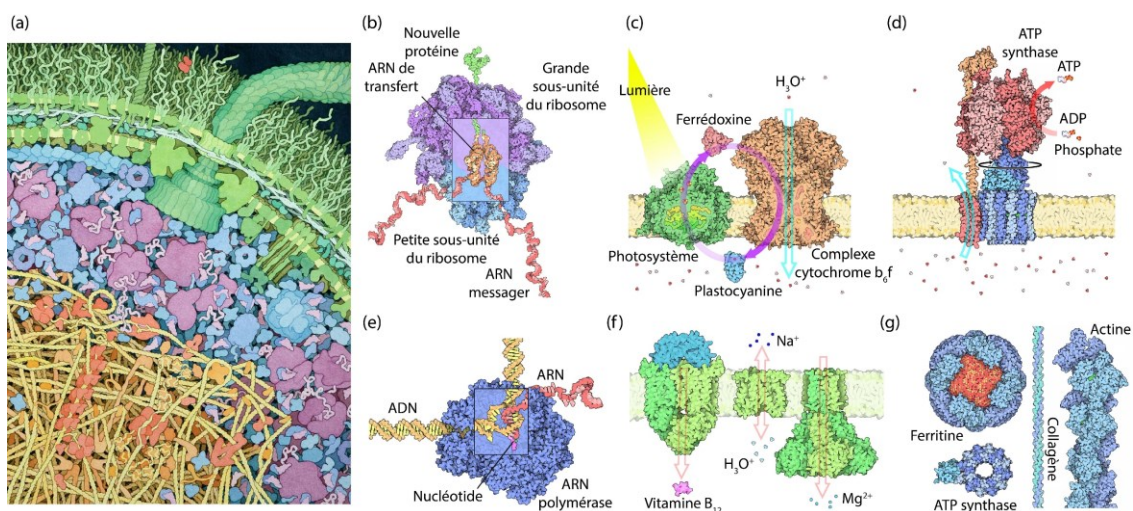 (a)
(b)
Nouvelle
protéine
ARN de
transfert
Grande
sous-unité
du ribosome
Petite sous-unité
du ribosome
ARN
messager
(c)
H₃O⁺
Lumière
Ferrédoxine
Photosystème
Complexe
cytochrome b₆f
Plastocyanine
(d)
ATP
synthase
ATP
ADP
Phosphate
(e)
ARN
ADN
Nucléotide
ARN
polymérase
(f)
Na⁺
H₃O⁺
Vitamine B₁₂
Mg²⁺
(g)
Actine
Ferritine
Collagène
ATP synthase